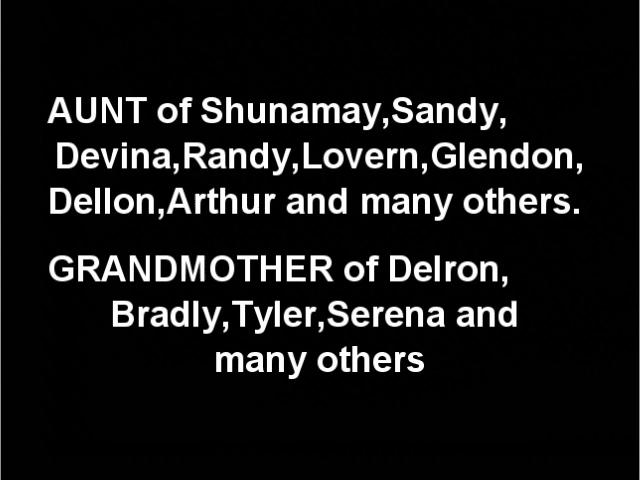 AUNT of Shunamay,Sandy,
Devina,Randy,Lovern,Glendon,
Dellon,Arthur and many others.
GRANDMOTHER of Delron,
Bradly,Tyler,Serena and
many others